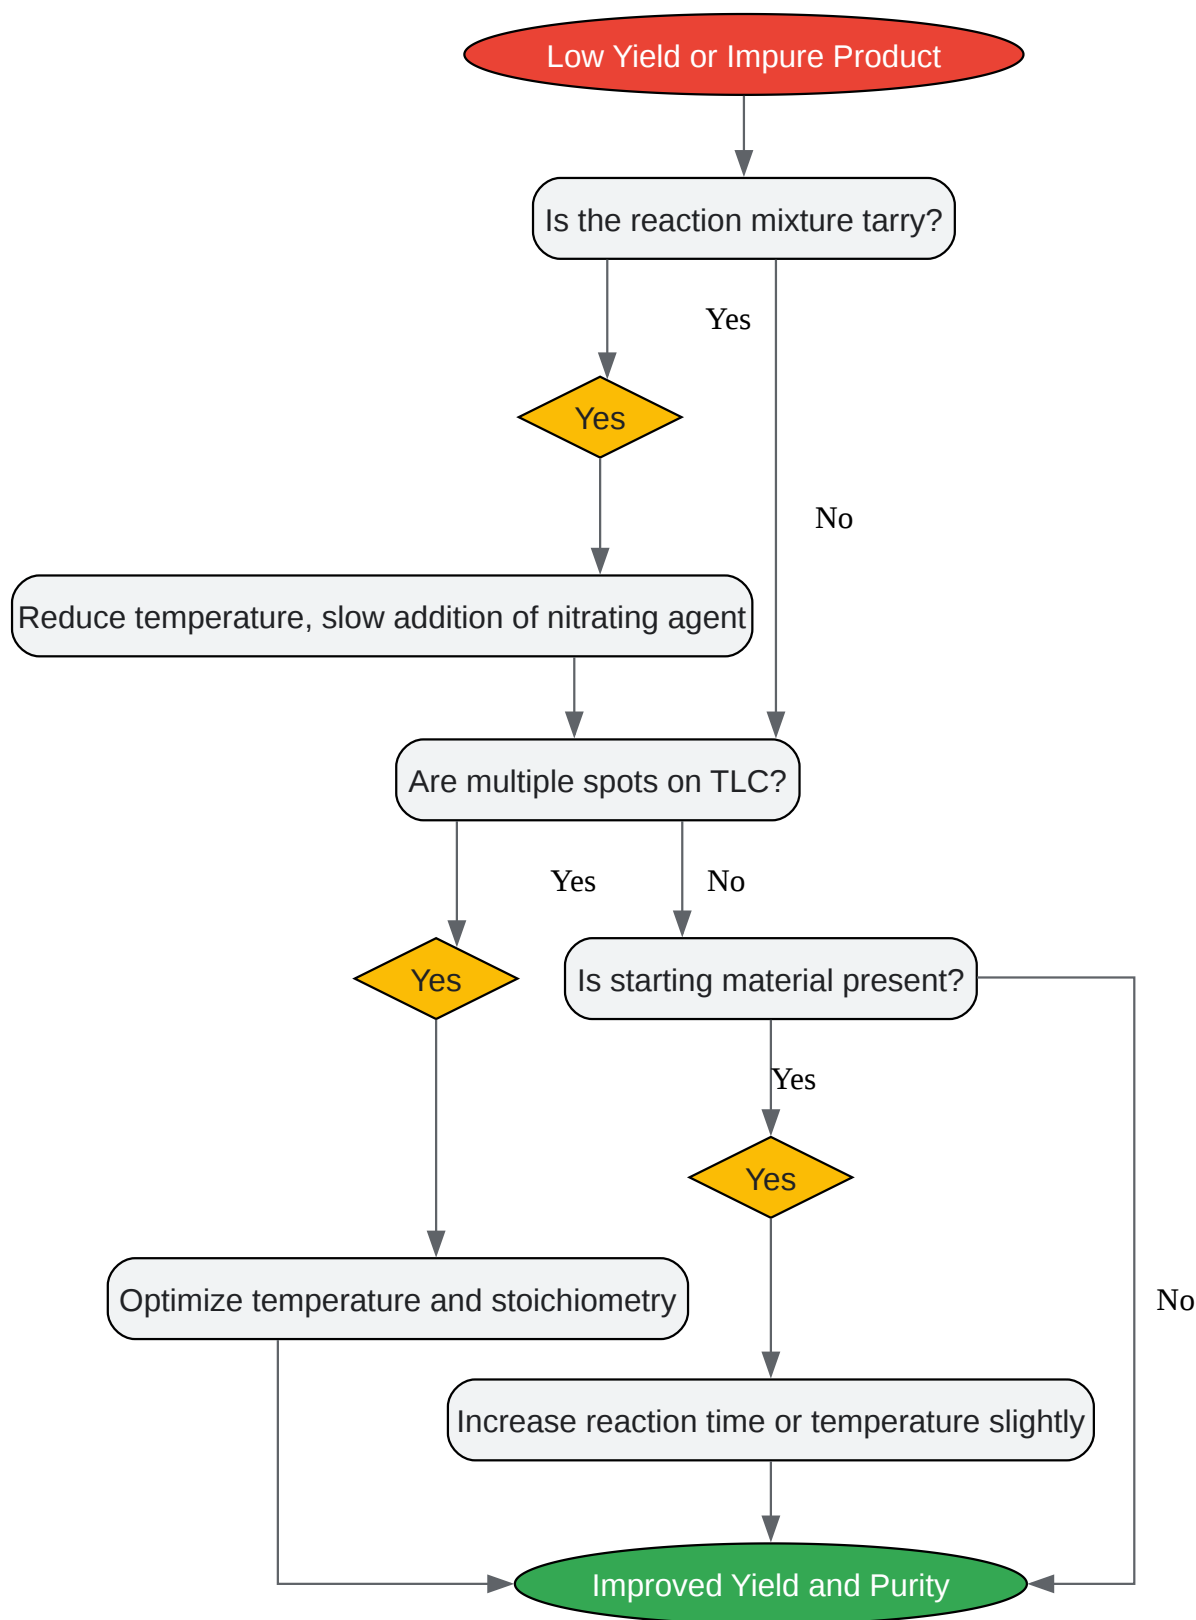 Low Yield or Impure Product
Is the reaction mixture tarry?
Yes
Yes
No
Reduce temperature, slow addition of nitrating agent
Are multiple spots on TLC?
Yes
No
Yes
Is starting material present?
Yes
Yes
Optimize temperature and stoichiometry
No
Increase reaction time or temperature slightly
Improved Yield and Purity